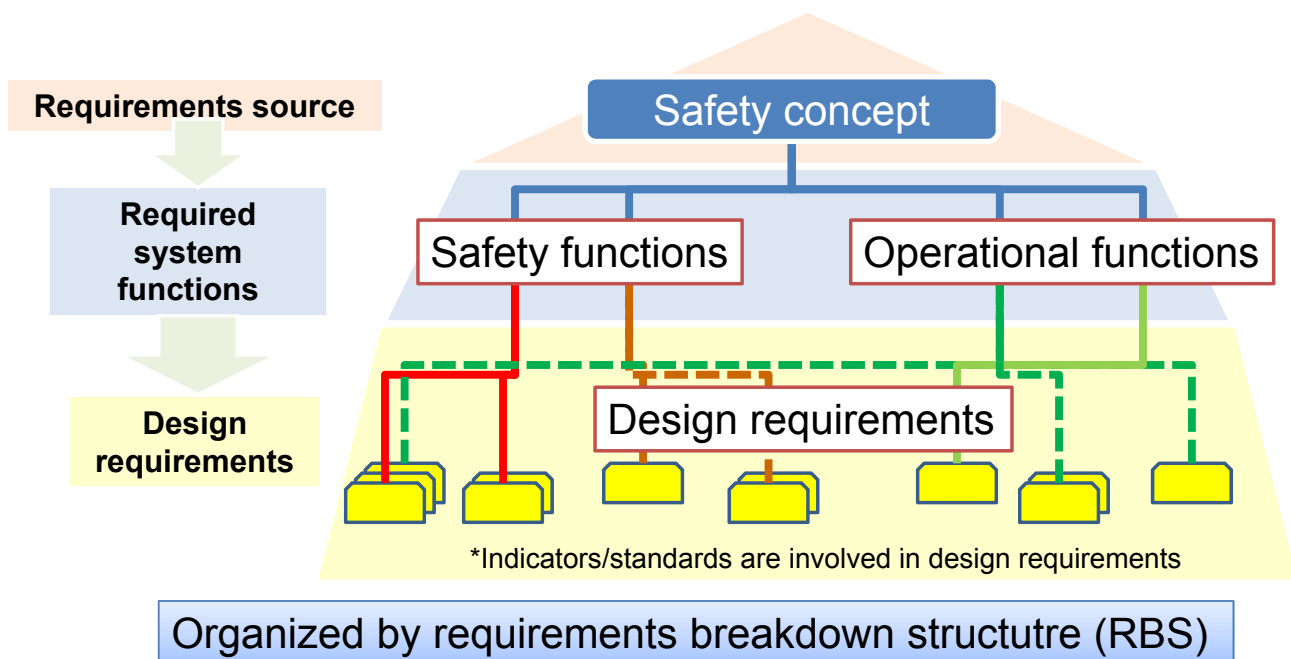 Requirements source
Safety concept
Required
system
functions
Safety functions
Operational functions
Design
requirements
Design requirements
*Indicators/standards are involved in design requirements
Organized by requirements breakdown structutre (RBS)